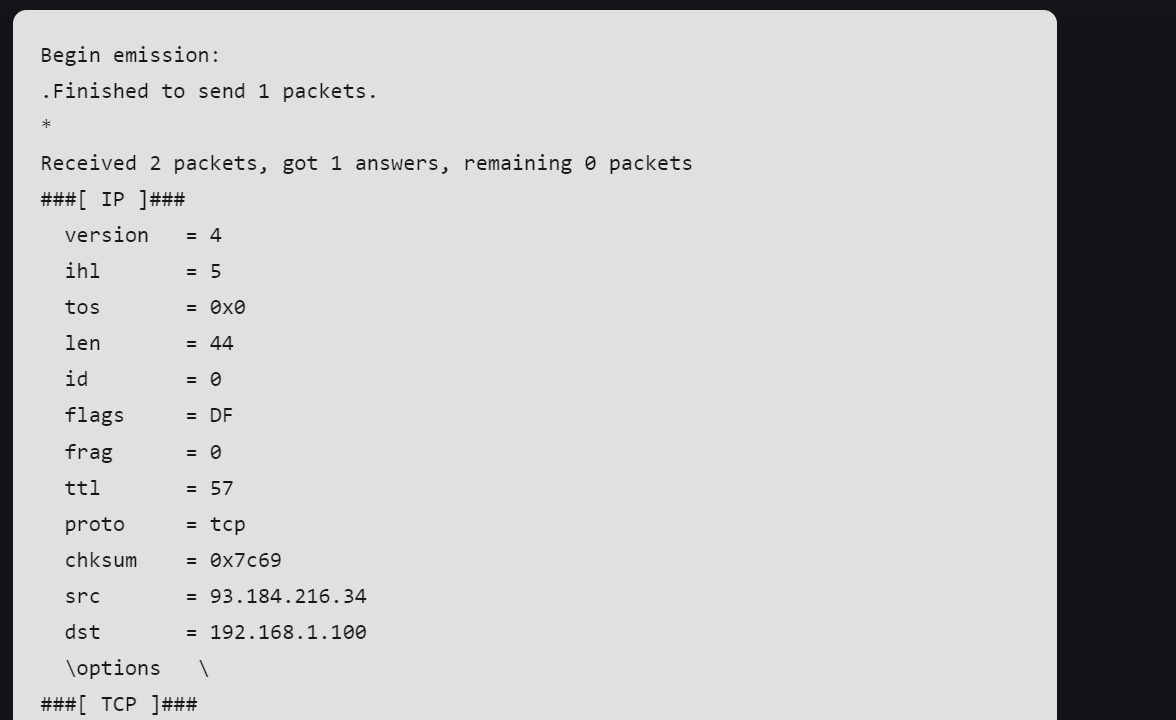 Begin emission:
.Finished to send 1 packets.
*
Received 2 packets, got 1 answers, remaining 0 packets
###[ IP ]###
  version   = 4
  ihl       = 5
  tos       = 0x0
  len       = 44
  id        = 0
  flags     = DF
  frag      = 0
  ttl       = 57
  proto     = tcp
  chksum    = 0x7c69
  src       = 93.184.216.34
  dst       = 192.168.1.100
  \options   \
###[ TCP ]###